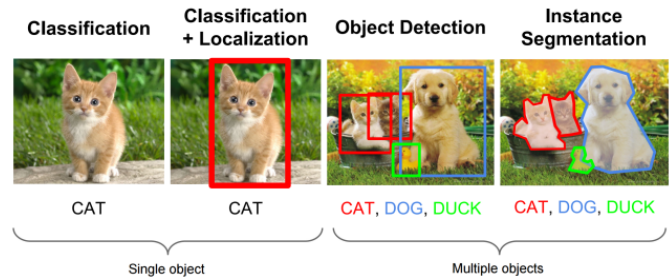 Classification
Classification
+ Localization
Object Detection
Instance
Segmentation
CAT
CAT
CAT, DOG, DUCK
CAT, DOG, DUCK
Single object
Multiple objects